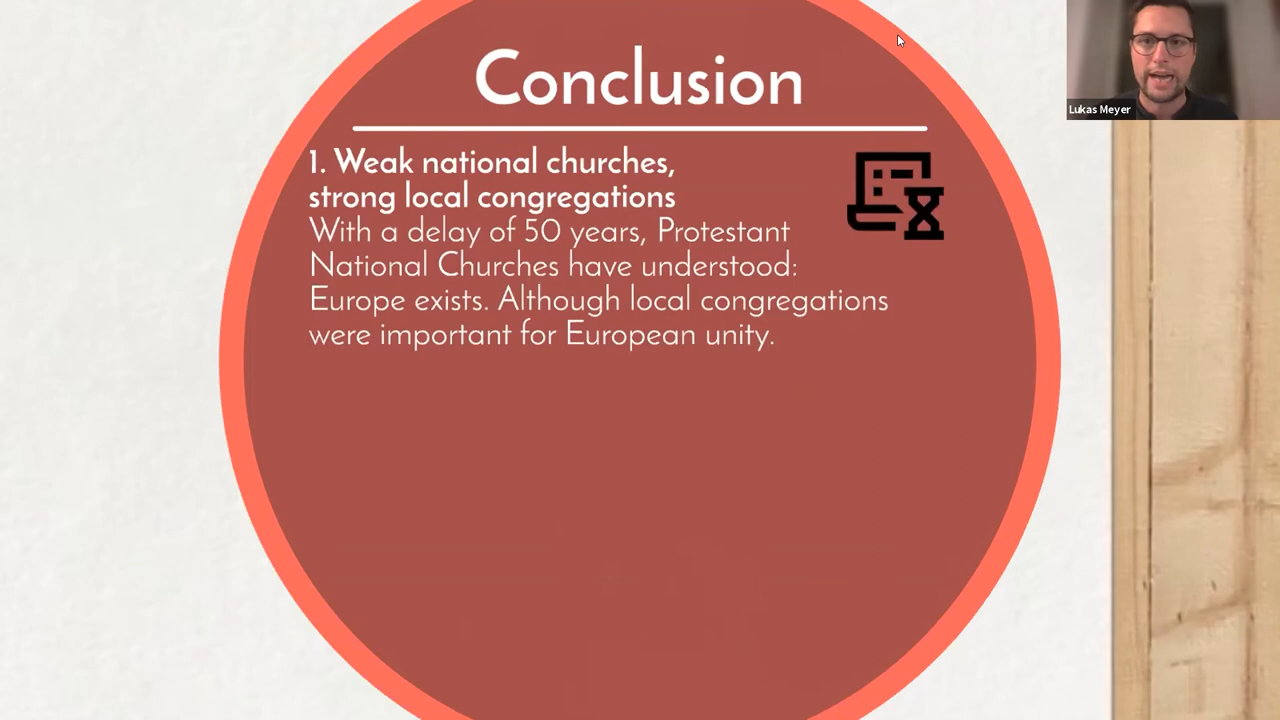 Conclusion
Lukas Meyer
1. Weak national churches,
strong local congregations
With a delay of 50 years, Protestant
National Churches have understood:
Europe exists. Although local congregations
were important for European unity.